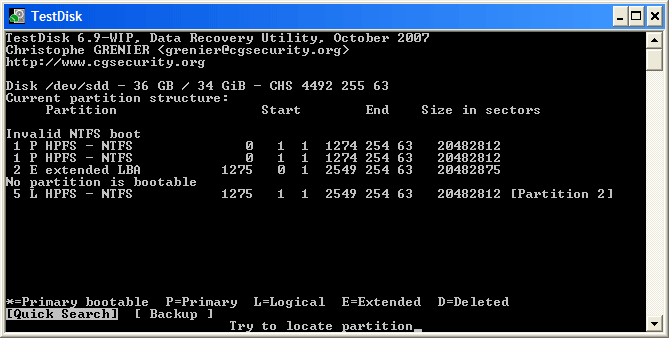 TestDisk
TestDisk 6.9-WIP, Data Recovery Utility, October 2007
Christophe GRENIER <grenier@cgsecurity.org>
http://www.cgsecurity.org
Disk /dev/sdd - 36 GB / 34 GiB - CHS 4492 255 63
Current partition structure:
Partition Start End Size in sectors
Invalid NTFS boot
1 P HPFS - NTFS 0 1 1 1274 254 63 20482812
1 P HPFS - NTFS 0 1 1 1274 254 63 20482812
2 E extended LBA 1275 0 1 2549 254 63 20482875
No partition is bootable
5 L HPFS - NTFS 1275 1 1 2549 254 63 20482812 [Partition 2]
*=Primary bootable P=Primary L=Logical E=Extended D=Deleted
[Quick Search] [ Backup ]
Try to locate partition_